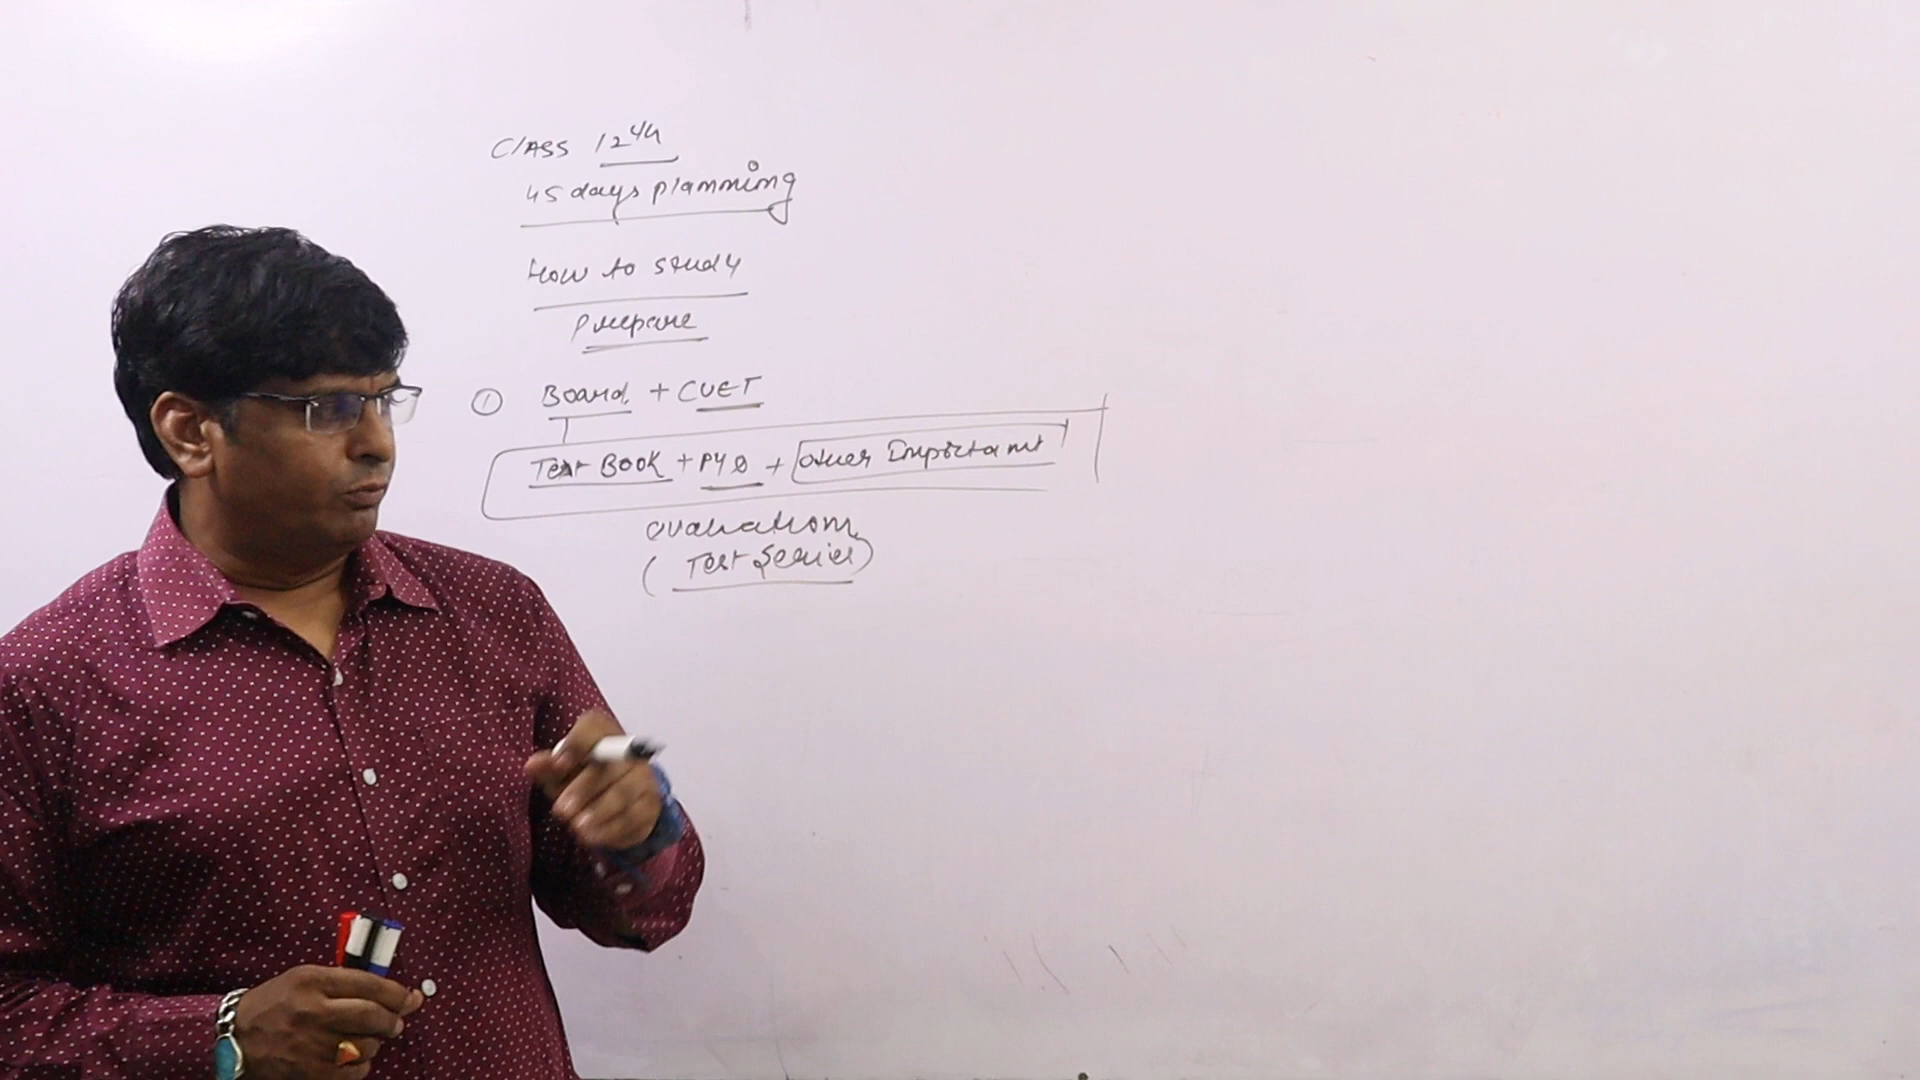 Class 12th
45 days planning
How to study
Prepare
① Board + CUET
Text Book + PYQ + Other Important
evaluation
(Test Series)